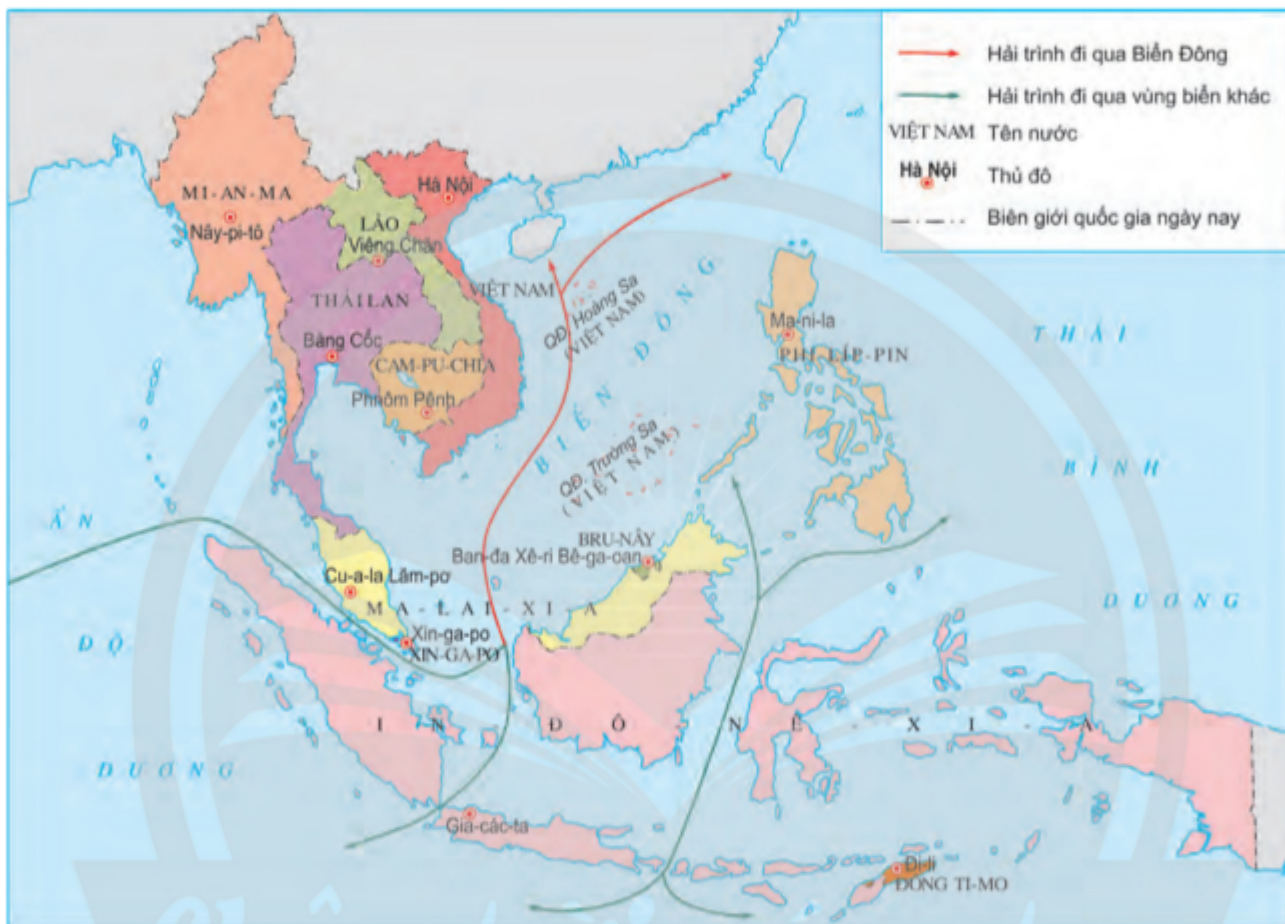 Hải trình đi qua Biển Đông
Hải trình đi qua vùng biển khác
VIỆT NAM Tên nước
Hà Nội Thủ đô
Biên giới quốc gia ngày nay
MI-AN-MA
Nây-pi-tô
Hà Nội
LÀO
Viêng Chăn
THÁI LAN
VIỆT NAM
Băng Cốc
CAM-PU-CHIA
Phnôm Pênh
QĐ. Hoàng Sa
(VIỆT NAM)
BIỂN ĐÔNG
QĐ. Trường Sa
(VIỆT NAM)
Ma-ni-la
PHI-LÍP-PIN
THÁI
BÌNH
DƯƠNG
ẤN
ĐỘ
DƯƠNG
BRU-NÂY
Ban-đa Xê-ri Bê-ga-oan
Cu-a-la Lăm-pơ
MA-LAI-XI-A
Xin-ga-po
XIN-GA-PO
IN-ĐÔ-NÊ-XI-A
Gia-các-ta
Đi-li
ĐÔNG TI-MO